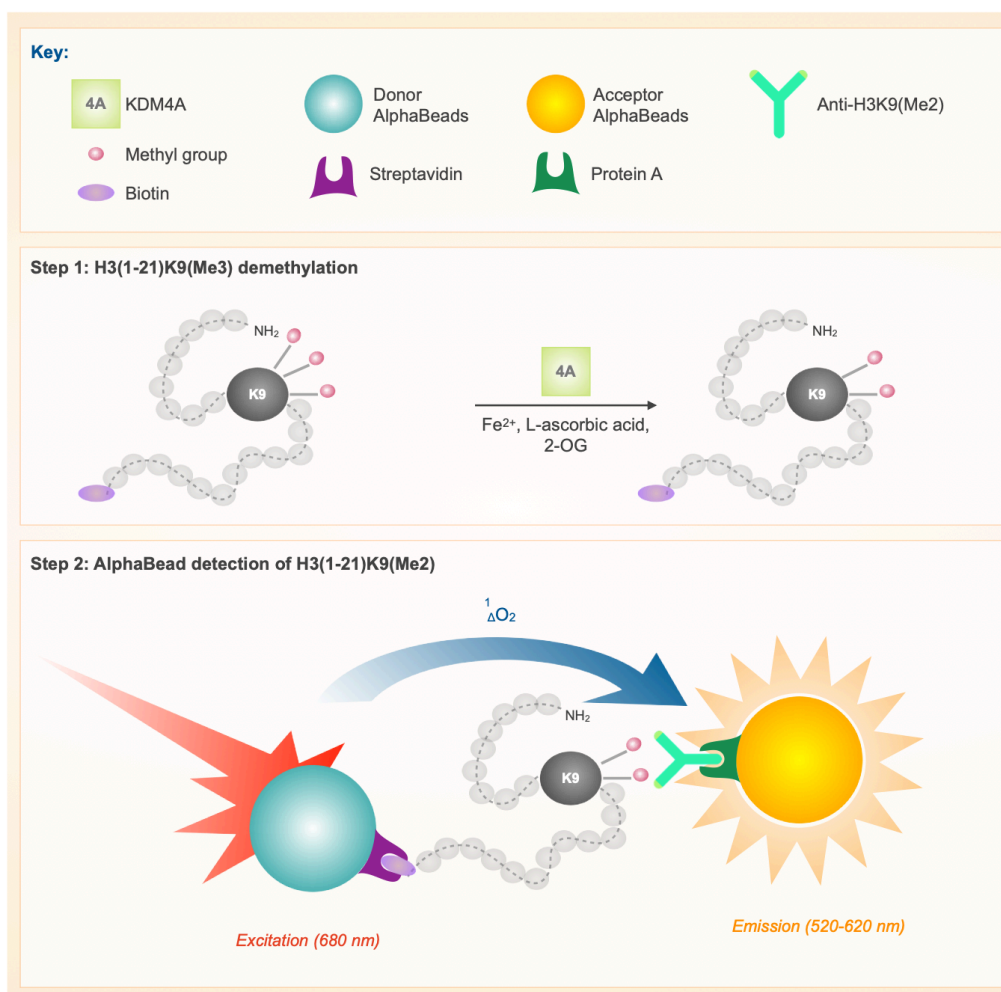 Key:
4A
KDM4A
Donor
AlphaBeads
Acceptor
AlphaBeads
Anti-H3K9(Me2)
Methyl group
Streptavidin
Protein A
Biotin
Step 1: H3(1-21)K9(Me3) demethylation
NH₂
K9
4A
Fe²⁺, L-ascorbic acid,
2-OG
NH₂
K9
Step 2: AlphaBead detection of H3(1-21)K9(Me2)
¹ΔO₂
NH₂
K9
Excitation (680 nm)
Emission (520-620 nm)